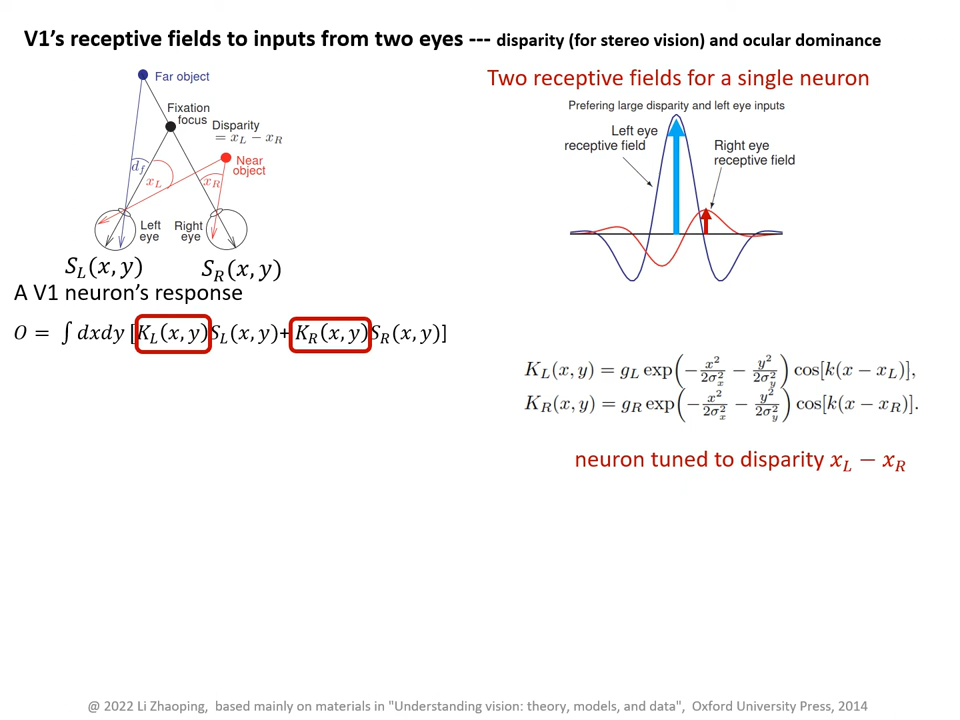 V1's receptive fields to inputs from two eyes --- disparity (for stereo vision) and ocular dominance
Far object
Fixation
focus
Disparity
= x_L − x_R
Near
object
d_f
x_L
x_R
Left
eye
Right
eye
S_L(x, y)
S_R(x, y)
A V1 neuron's response
O = ∫ dxdy [K_L(x, y)S_L(x, y)+ K_R(x, y)S_R(x, y)]
Two receptive fields for a single neuron
Prefering large disparity and left eye inputs
Left eye
receptive field
Right eye
receptive field
K_L(x, y) = g_L exp(−x²/2σ_x² − y²/2σ_y²) cos[k(x − x_L)],
K_R(x, y) = g_R exp(−x²/2σ_x² − y²/2σ_y²) cos[k(x − x_R)].
neuron tuned to disparity x_L − x_R
@ 2022 Li Zhaoping, based mainly on materials in "Understanding vision: theory, models, and data", Oxford University Press, 2014